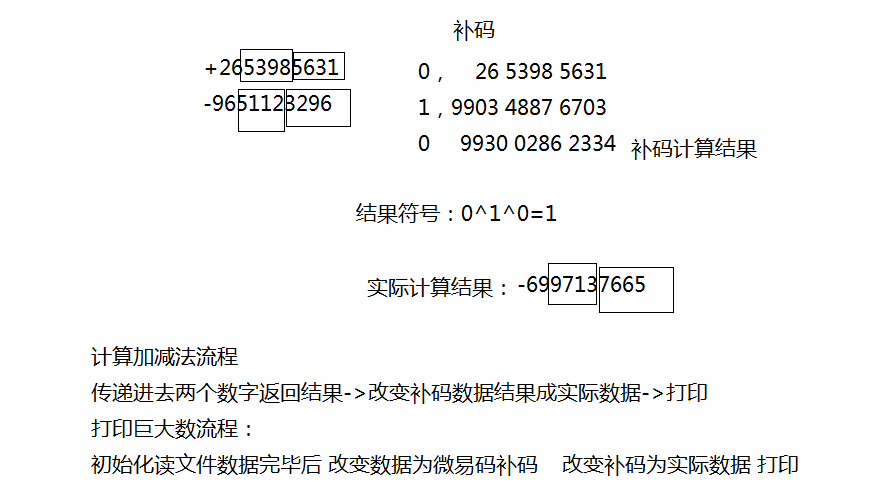 补码
+2653985631 0， 26 5398 5631
-9651123296 1，9903 4887 6703
0 9930 0286 2334 补码计算结果
结果符号：0^1^0=1
实际计算结果：-6997137665
计算加减法流程
传递进去两个数字返回结果->改变补码数据结果成实际数据->打印
打印巨大数流程：
初始化读文件数据完毕后 改变数据为微易码补码 改变补码为实际数据 打印